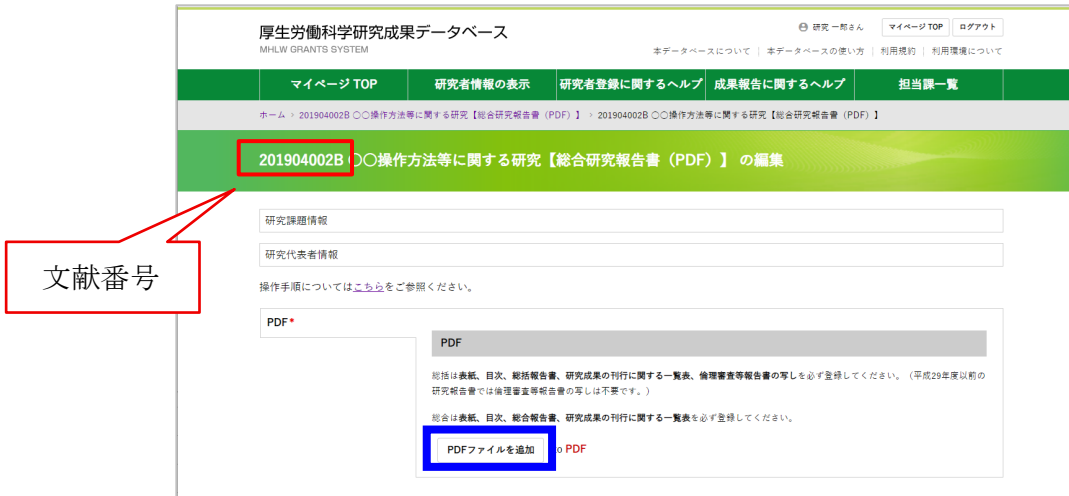 厚生労働科学研究成果データベース
MHLW GRANTS SYSTEM
研究 一郎さん マイページ TOP ログアウト
本データベースについて | 本データベースの使い方 | 利用規約 | 利用環境について
マイページ TOP 研究者情報の表示 研究者登録に関するヘルプ 成果報告に関するヘルプ 担当課一覧
ホーム › 201904002B 〇〇操作方法等に関する研究【総合研究報告書（PDF）】 › 201904002B 〇〇操作方法等に関する研究【総合研究報告書（PDF）】
201904002B 〇〇操作方法等に関する研究【総合研究報告書（PDF）】 の編集
文献番号
研究課題情報
研究代表者情報
操作手順についてはこちらをご参照ください。
PDF*
PDF
総括は表紙、目次、総括報告書、研究成果の刊行に関する一覧表、倫理審査等報告書の写しを必ず登録してください。（平成29年度以前の
研究報告書では倫理審査等報告書の写しは不要です。）
総合は表紙、目次、総合報告書、研究成果の刊行に関する一覧表を必ず登録してください。
PDFファイルを追加 o PDF